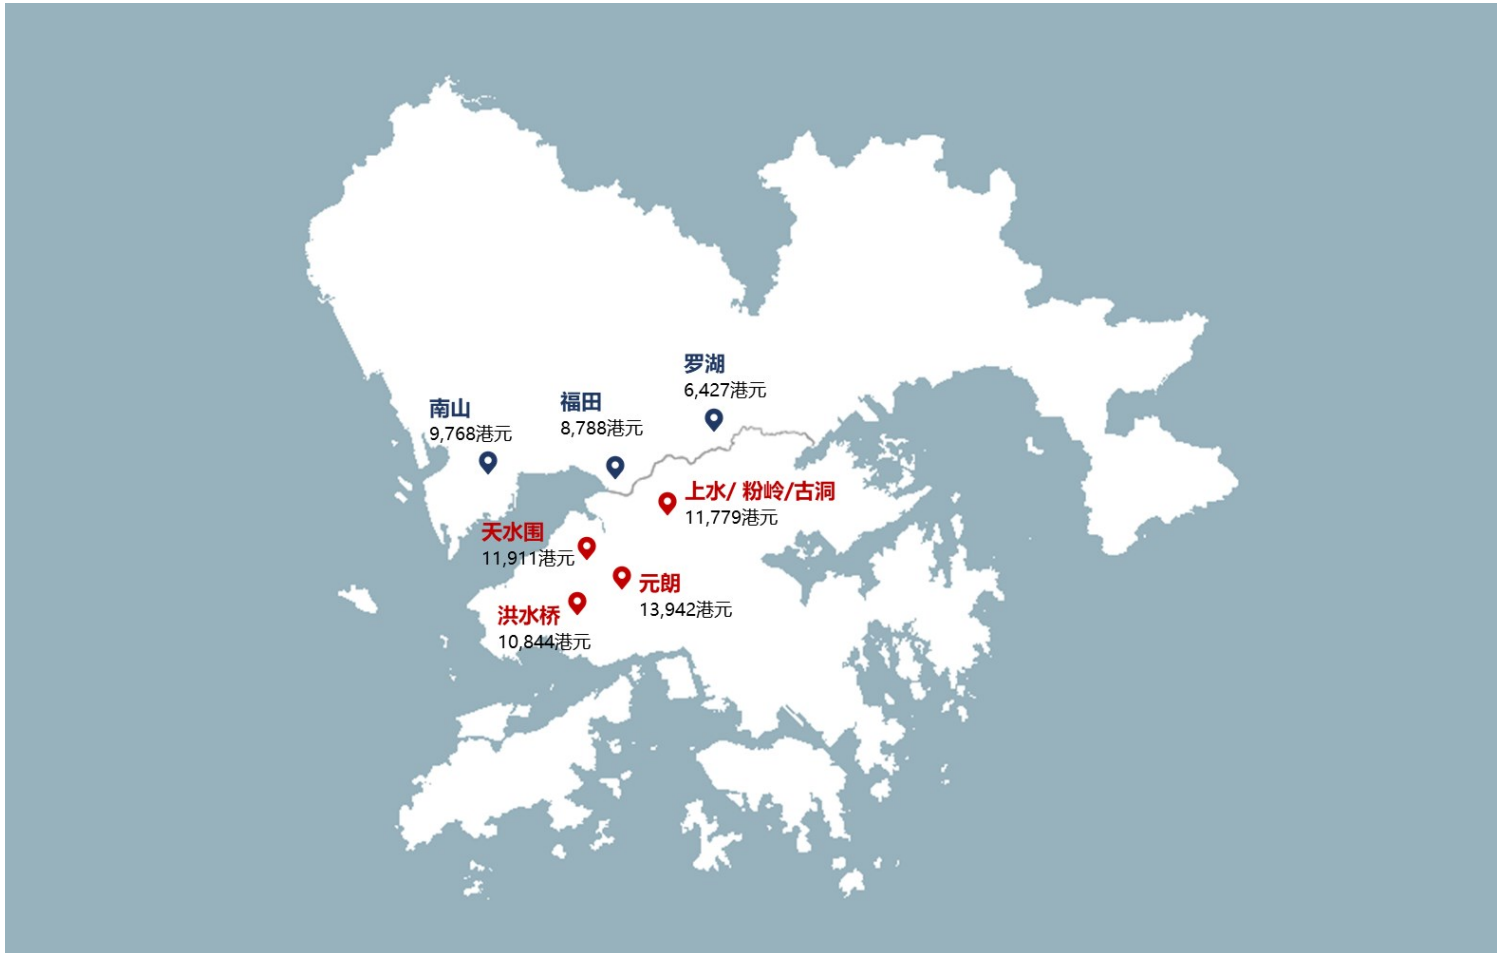 罗湖
6,427港元
福田
8,788港元
南山
9,768港元
上水/ 粉岭/古洞
11,779港元
天水围
11,911港元
元朗
13,942港元
洪水桥
10,844港元